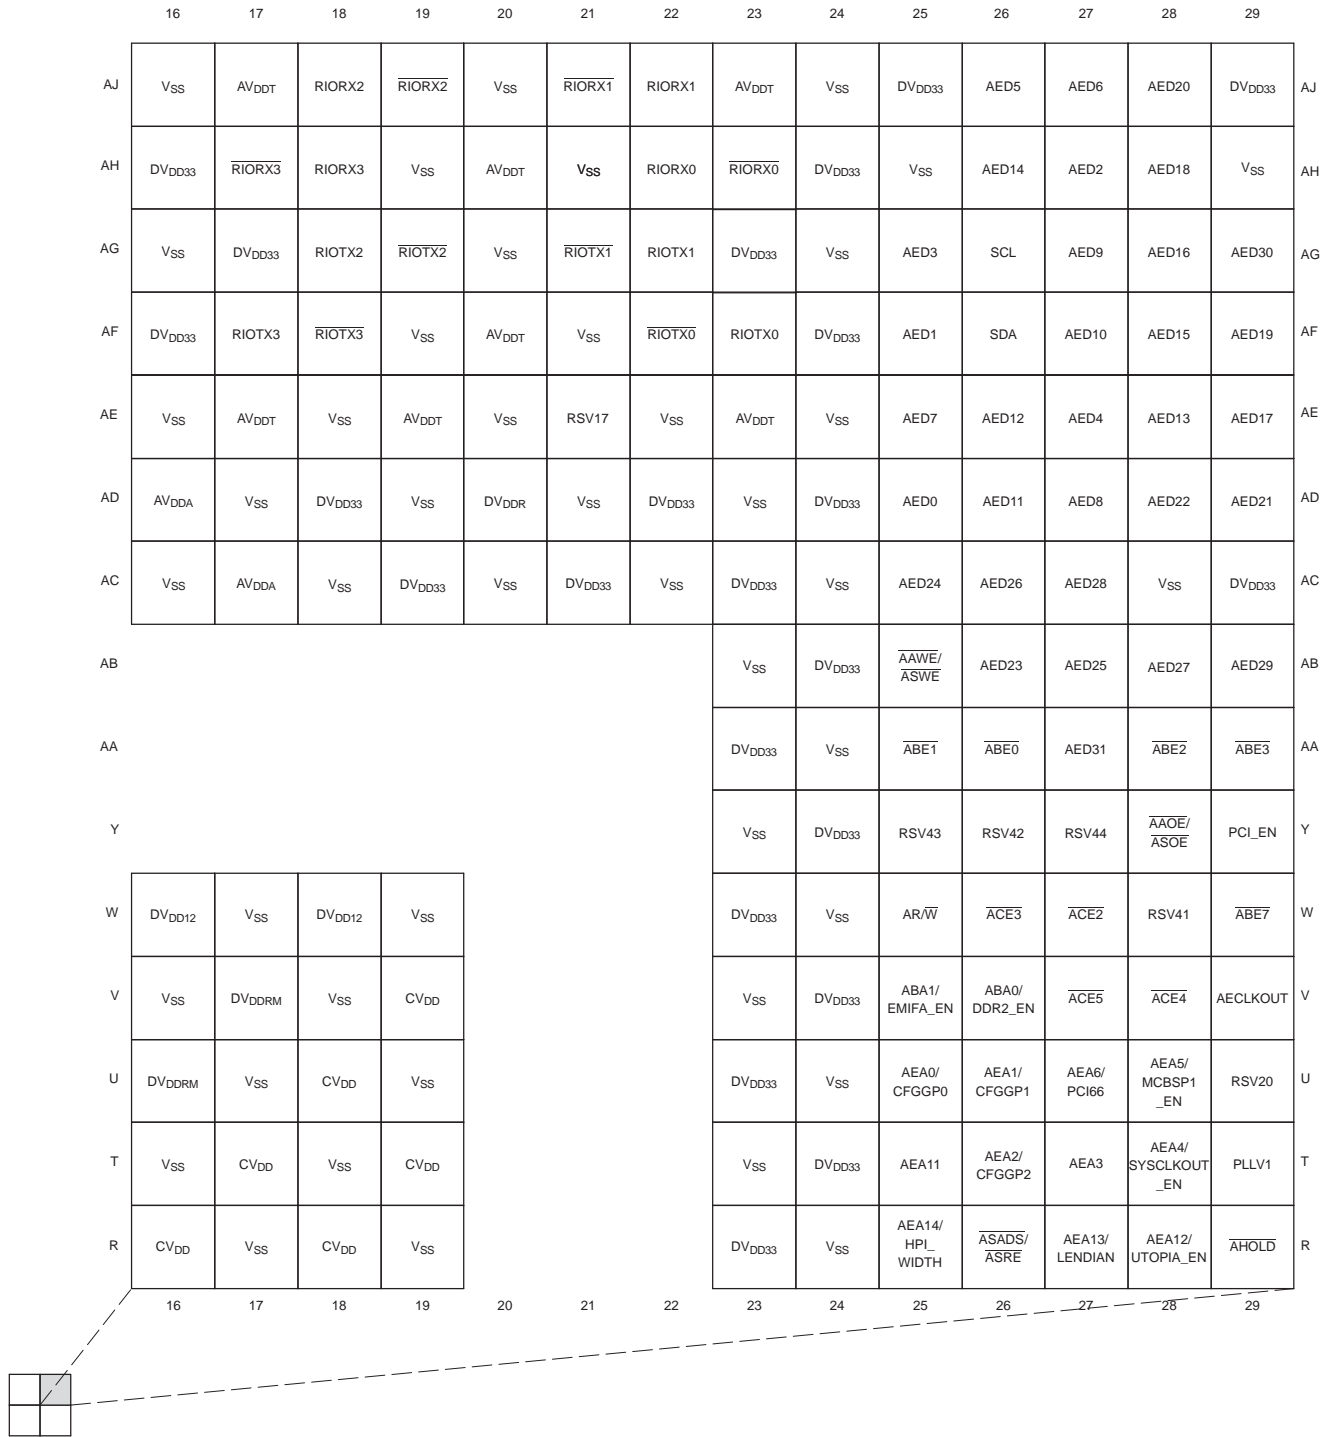 16 17 18 19 20 21 22 23 24 25 26 27 28 29
AJ VSS AVDDT RIORX2 RIORX2 VSS RIORX1 RIORX1 AVDDT VSS DVDD33 AED5 AED6 AED20 DVDD33 AJ
AH DVDD33 RIORX3 RIORX3 VSS AVDDT VSS RIORX0 RIORX0 DVDD33 VSS AED14 AED2 AED18 VSS AH
AG VSS DVDD33 RIOTX2 RIOTX2 VSS RIOTX1 RIOTX1 DVDD33 VSS AED3 SCL AED9 AED16 AED30 AG
AF DVDD33 RIOTX3 RIOTX3 VSS AVDDT VSS RIOTX0 RIOTX0 DVDD33 AED1 SDA AED10 AED15 AED19 AF
AE VSS AVDDT VSS AVDDT VSS RSV17 VSS AVDDT VSS AED7 AED12 AED4 AED13 AED17 AE
AD AVDDA VSS DVDD33 VSS DVDDR VSS DVDD33 VSS DVDD33 AED0 AED11 AED8 AED22 AED21 AD
AC VSS AVDDA VSS DVDD33 VSS DVDD33 VSS DVDD33 VSS AED24 AED26 AED28 VSS DVDD33 AC
AB VSS DVDD33 AAWE/ ASWE AED23 AED25 AED27 AED29 AB
AA DVDD33 VSS ABE1 ABE0 AED31 ABE2 ABE3 AA
Y VSS DVDD33 RSV43 RSV42 RSV44 AAOE/ ASOE PCI_EN Y
W DVDD12 VSS DVDD12 VSS DVDD33 VSS AR/W ACE3 ACE2 RSV41 ABE7 W
V VSS DVDDRM VSS CVDD VSS DVDD33 ABA1/ EMIFA_EN ABA0/ DDR2_EN ACE5 ACE4 AECLKOUT V
U DVDDRM VSS CVDD VSS DVDD33 VSS AEA0/ CFGGP0 AEA1/ CFGGP1 AEA6/ PCI66 AEA5/ MCBSP1 _EN RSV20 U
T VSS CVDD VSS CVDD VSS DVDD33 AEA11 AEA2/ CFGGP2 AEA3 AEA4/ SYSCLKOUT _EN PLLV1 T
R CVDD VSS CVDD VSS DVDD33 VSS AEA14/ HPI_ WIDTH ASADS/ ASRE AEA13/ LENDIAN AEA12/ UTOPIA_EN AHOLD R
16 17 18 19 20 21 22 23 24 25 26 27 28 29